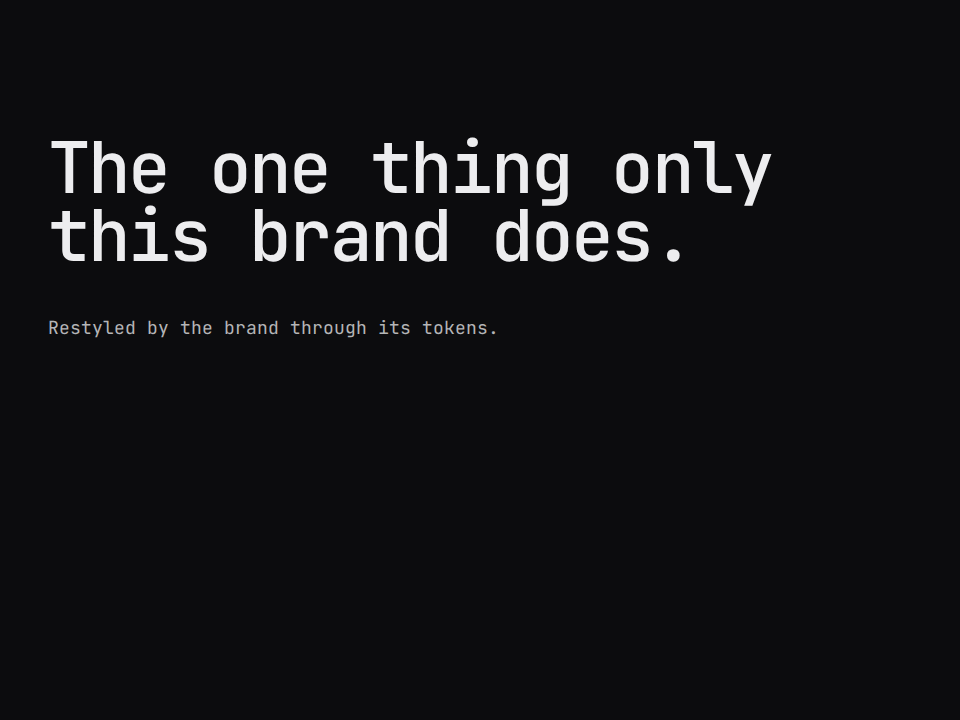 The one thing only
this brand does.
Restyled by the brand through its tokens.